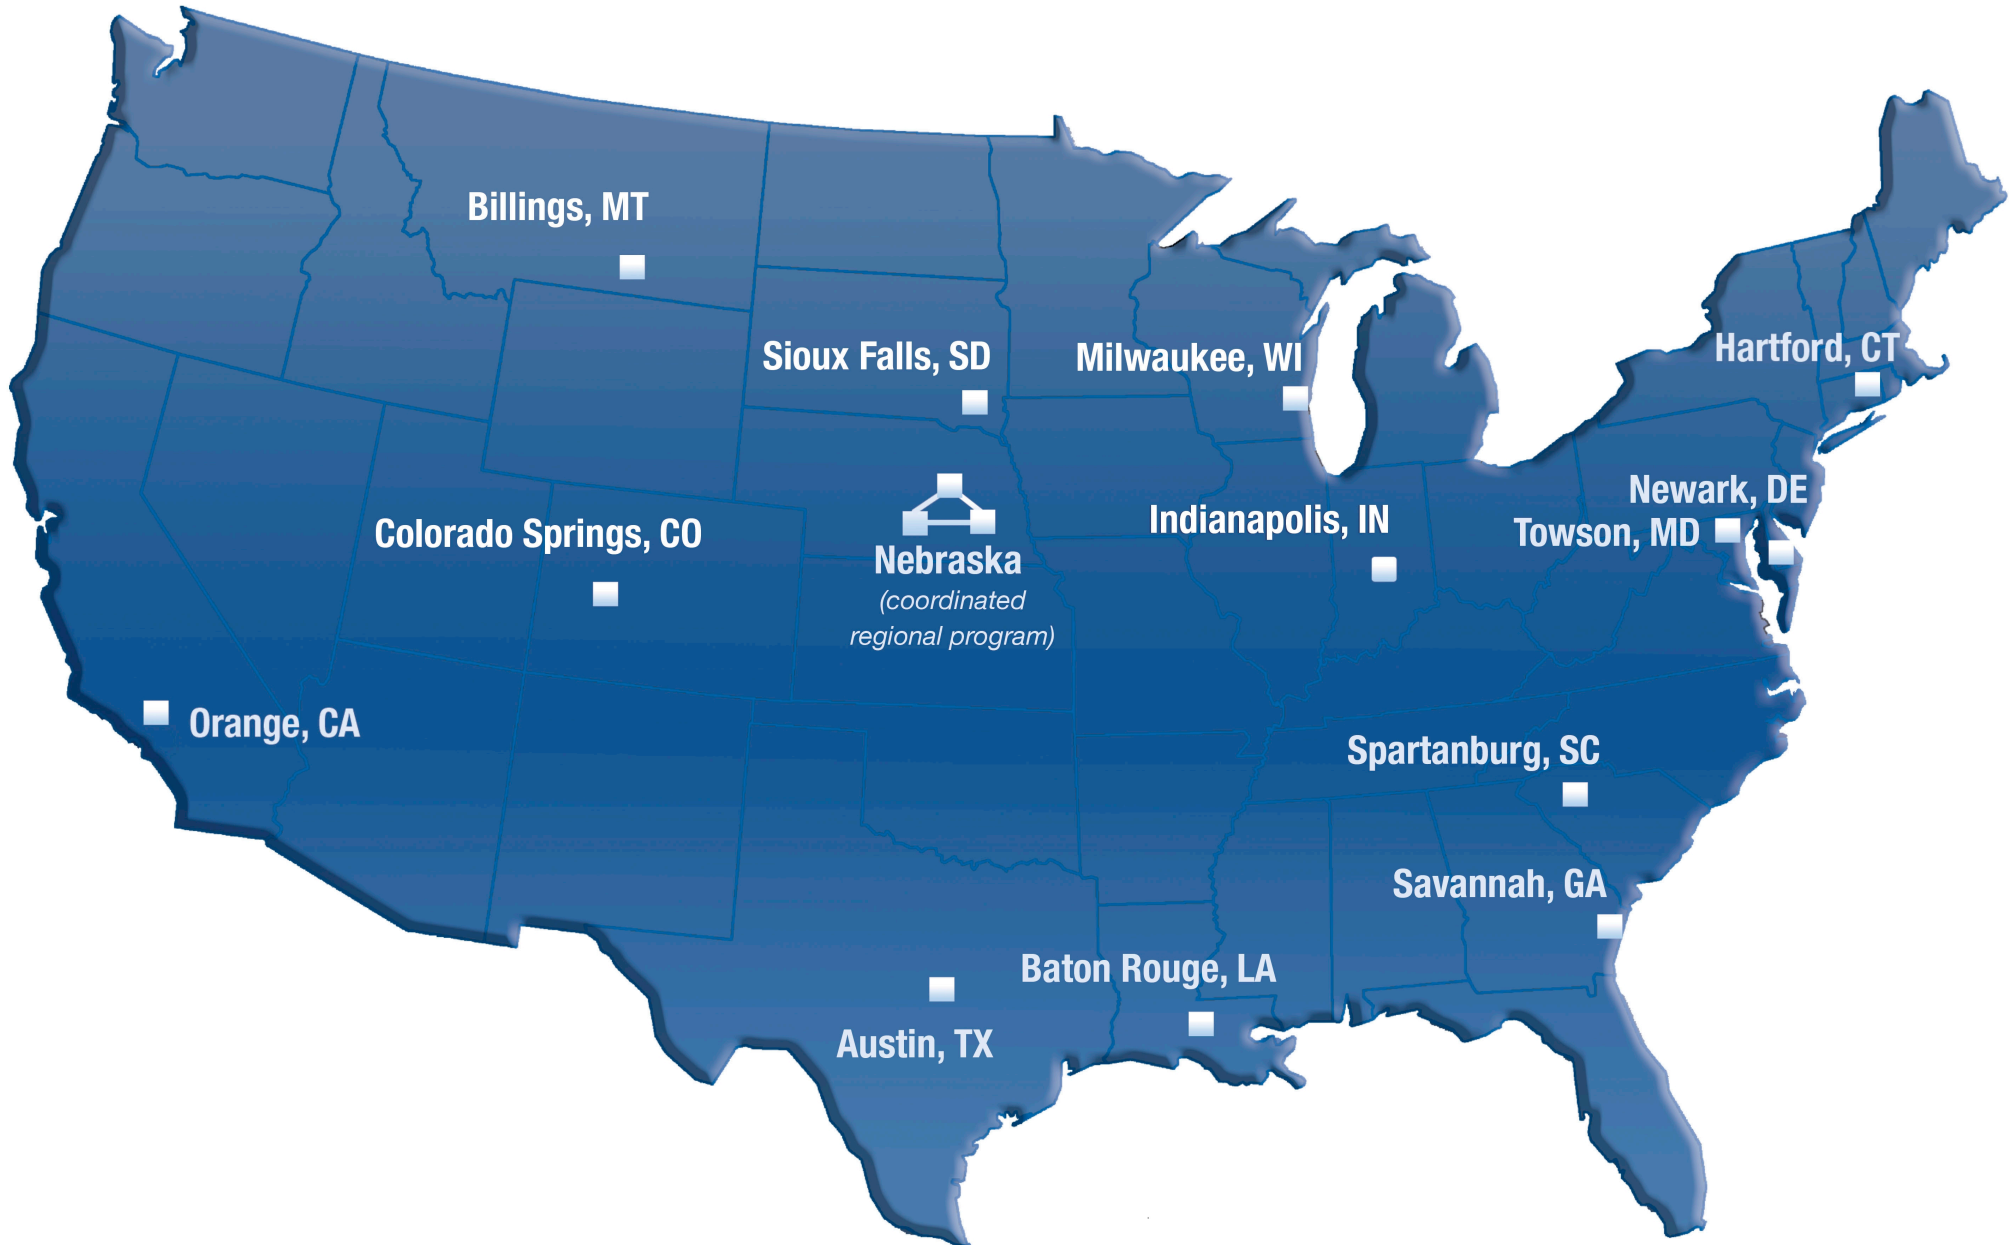 Billings, MT
Sioux Falls, SD
Milwaukee, WI
Hartford, CT
Newark, DE
Towson, MD
Indianapolis, IN
Colorado Springs, CO
Nebraska
(coordinated
regional program)
Orange, CA
Spartanburg, SC
Savannah, GA
Baton Rouge, LA
Austin, TX